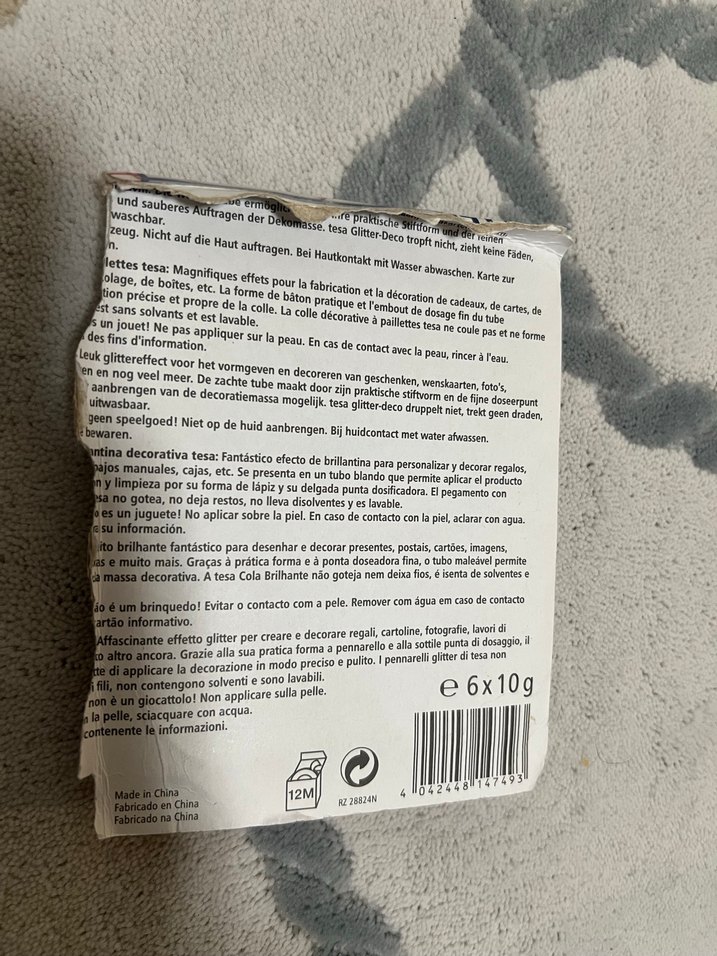 be ermöglic praktische Stiftform und der feinen
und sauberes Auftragen der Dekomasse. tesa Glitter-Deco tropft nicht, zieht keine Fäden,
waschbar.
zeug. Nicht auf die Haut auftragen. Bei Hautkontakt mit Wasser abwaschen. Karte zur
n.
lettes tesa: Magnifiques effets pour la fabrication et la décoration de cadeaux, de cartes, de
olage, de boîtes, etc. La forme de bâton pratique et l'embout de dosage fin du tube
tion précise et propre de la colle. La colle décorative à paillettes tesa ne coule pas et ne forme
est sans solvants et est lavable.
s un jouet! Ne pas appliquer sur la peau. En cas de contact avec la peau, rincer à l'eau.
des fins d'information.
Leuk glittereffect voor het vormgeven en decoreren van geschenken, wenskaarten, foto's,
en en nog veel meer. De zachte tube maakt door zijn praktische stiftvorm en de fijne doseerpunt
aanbrengen van de decoratiemassa mogelijk. tesa glitter-deco druppelt niet, trekt geen draden,
uitwasbaar.
geen speelgoed! Niet op de huid aanbrengen. Bij huidcontact met water afwassen.
bewaren.
antina decorativa tesa: Fantástico efecto de brillantina para personalizar y decorar regalos,
bajos manuales, cajas, etc. Se presenta en un tubo blando que permite aplicar el producto
n y limpieza por su forma de lápiz y su delgada punta dosificadora. El pegamento con
esa no gotea, no deja restos, no lleva disolventes y es lavable.
o es un juguete! No aplicar sobre la piel. En caso de contacto con la piel, aclarar con agua.
ra su información.
ito brilhante fantástico para desenhar e decorar presentes, postais, cartões, imagens,
xas e muito mais. Graças à prática forma e à ponta doseadora fina, o tubo maleável permite
a massa decorativa. A tesa Cola Brilhante não goteja nem deixa fios, é isenta de solventes e
ão é um brinquedo! Evitar o contacto com a pele. Remover com água em caso de contacto
artão informativo.
Affascinante effetto glitter per creare e decorare regali, cartoline, fotografie, lavori di
to altro ancora. Grazie alla sua pratica forma a pennarello e alla sottile punta di dosaggio, il
te di applicare la decorazione in modo preciso e pulito. I pennarelli glitter di tesa non
i fili, non contengono solventi e sono lavabili.
non è un giocattolo! Non applicare sulla pelle.
n la pelle, sciacquare con acqua.
contenente le informazioni.
e 6x10g
12M
RZ 28824N
4 042448 147493
Made in China
Fabricado en China
Fabricado na China